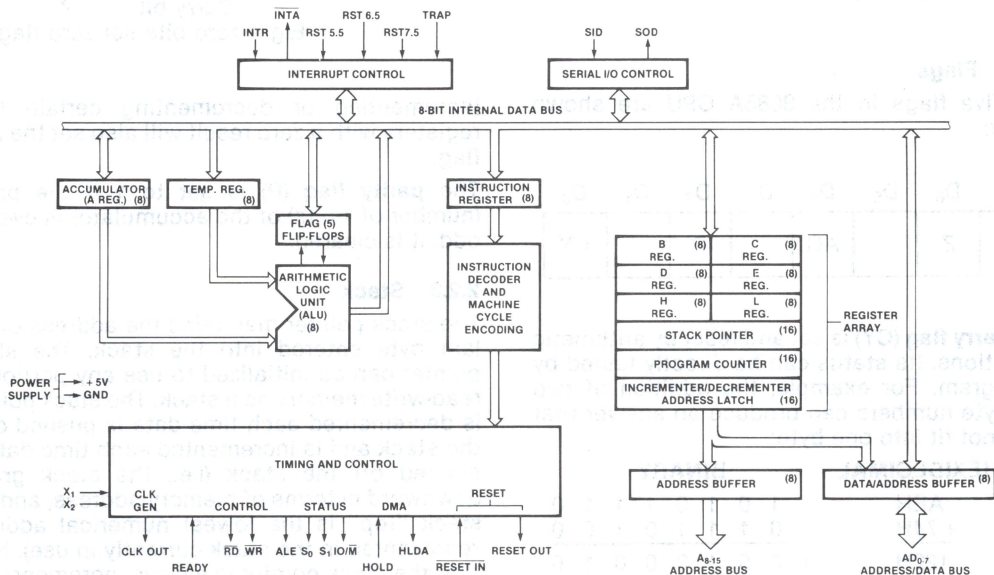 INTA
RST 6.5
TRAP
INTR
RST 5.5
RST7.5
SID
SOD
INTERRUPT CONTROL
SERIAL I/O CONTROL
8-BIT INTERNAL DATA BUS
ACCUMULATOR
(A REG.) (8)
TEMP. REG.
(8)
INSTRUCTION
REGISTER (8)
FLAG (5)
FLIP-FLOPS
ARITHMETIC
LOGIC
UNIT
(ALU)
(8)
INSTRUCTION
DECODER
AND
MACHINE
CYCLE
ENCODING
B (8)
REG.
C (8)
REG.
D (8)
REG.
E (8)
REG.
H (8)
REG.
L (8)
REG.
STACK POINTER (16)
PROGRAM COUNTER (16)
INCREMENTER/DECREMENTER
ADDRESS LATCH (16)
REGISTER
ARRAY
POWER
SUPPLY
+5V
GND
TIMING AND CONTROL
X1
X2
CLK
GEN
CONTROL
STATUS
DMA
RESET
CLK OUT
READY
RD WR
ALE S0 S1 IO/M
HLDA
HOLD
RESET OUT
RESET IN
ADDRESS BUFFER (8)
DATA/ADDRESS BUFFER (8)
A8-15
ADDRESS BUS
AD0-7
ADDRESS/DATA BUS